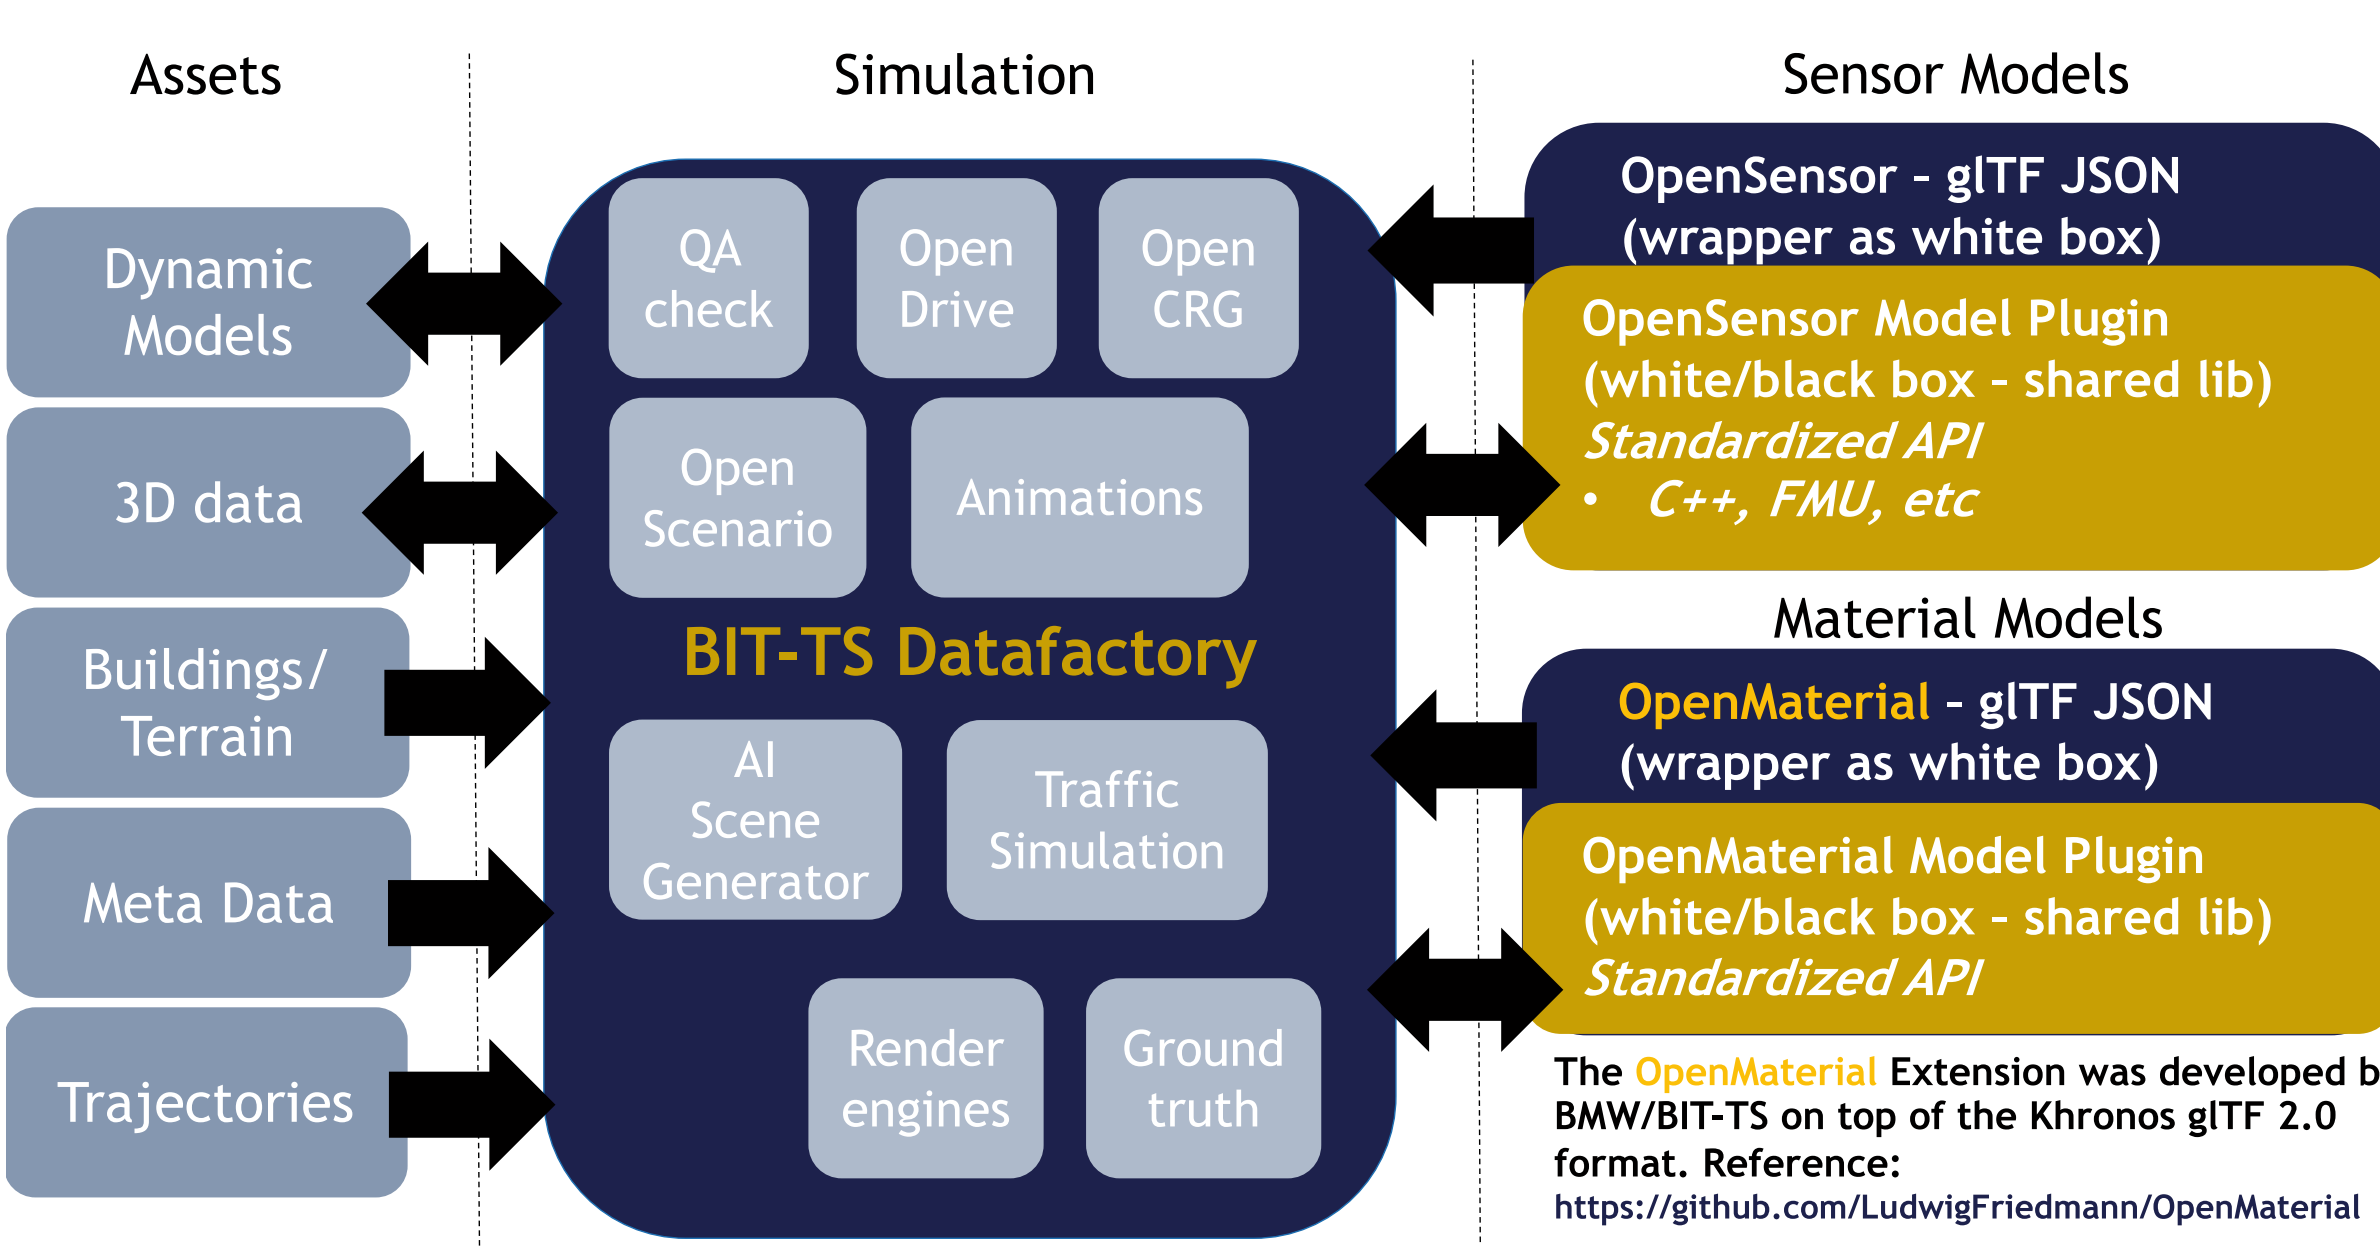 Assets
Simulation
Sensor Models
Dynamic
Models
3D data
Buildings/
Terrain
Meta Data
Trajectories
QA
check
Open
Drive
Open
CRG
Open
Scenario
Animations
BIT-TS Datafactory
AI
Scene
Generator
Traffic
Simulation
Render
engines
Ground
truth
OpenSensor – glTF JSON
(wrapper as white box)
OpenSensor Model Plugin
(white/black box – shared lib)
Standardized API
• C++, FMU, etc
Material Models
OpenMaterial – glTF JSON
(wrapper as white box)
OpenMaterial Model Plugin
(white/black box – shared lib)
Standardized API
The OpenMaterial Extension was developed b
BMW/BIT-TS on top of the Khronos glTF 2.0
format. Reference:
https://github.com/LudwigFriedmann/OpenMaterial